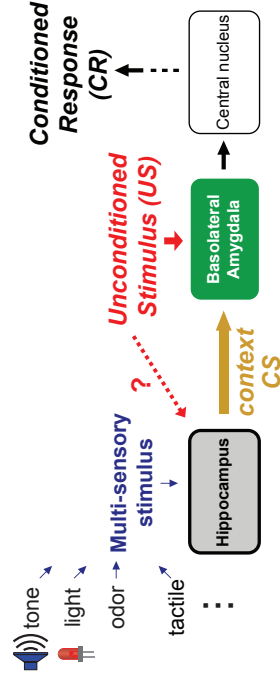 tone
light
odor
tactile
...
Multi-sensory
stimulus
Hippocampus
?
context
CS
Unconditioned
Stimulus (US)
Basolateral
Amygdala
Conditioned
Response
(CR)
Central nucleus